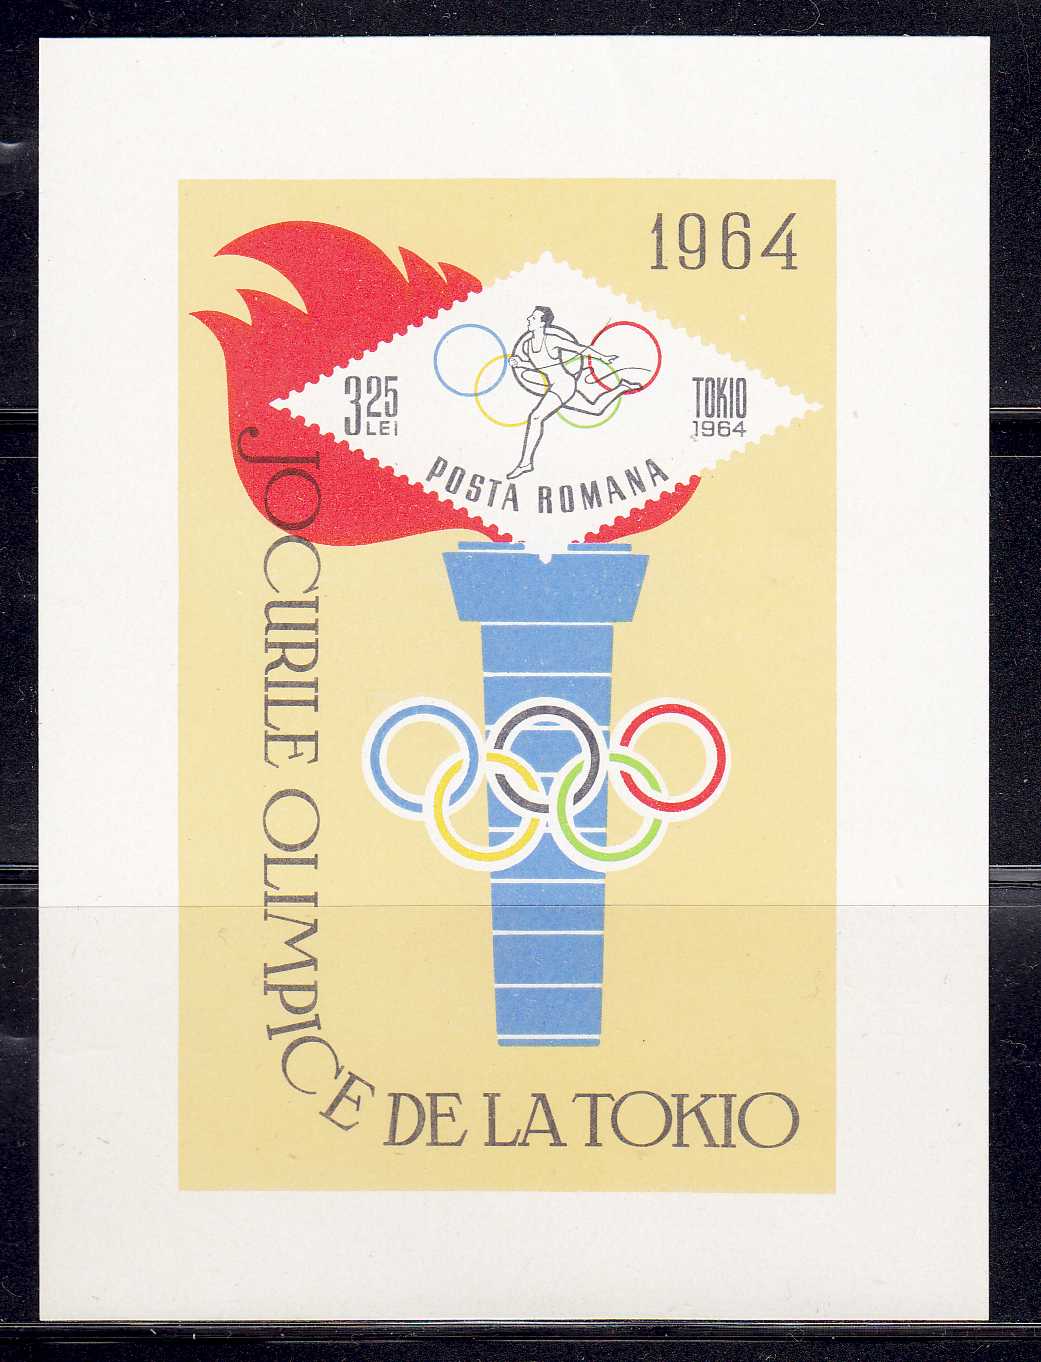 1964
3 25
LEI
TOKIO
1964
POSTA ROMANA
JOCURILE OLIMPICE DE LA TOKIO